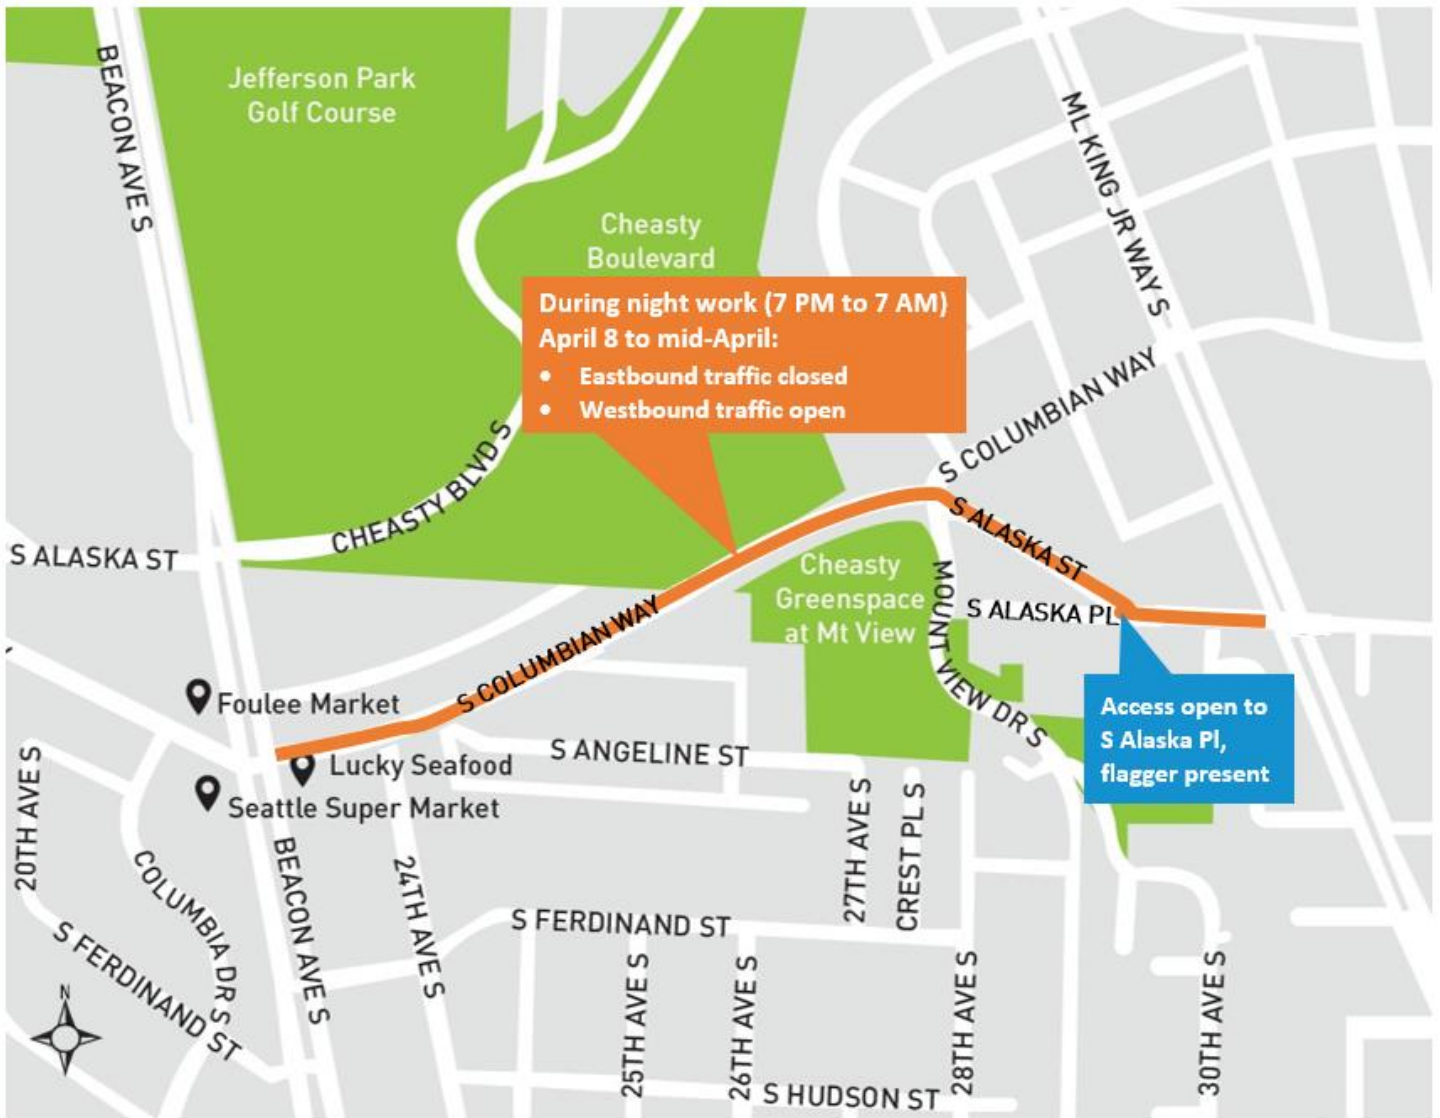 BEACON AVE S
Jefferson Park
Golf Course
ML KING JR WAY S
Cheasty
Boulevard
During night work (7 PM to 7 AM)
April 8 to mid-April:
• Eastbound traffic closed
• Westbound traffic open
S COLUMBIAN WAY
CHEASTY BLVD S
S ALASKA ST
S ALASKA ST
Cheasty
Greenspace
at Mt View
MOUNT VIEW DR S
S ALASKA PL
S COLUMBIAN WAY
Access open to
S Alaska Pl,
flagger present
Foulee Market
Lucky Seafood
Seattle Super Market
S ANGELINE ST
20TH AVE S
COLUMBIA DR S
BEACON AVE S
24TH AVE S
27TH AVE S
CREST PL S
S FERDINAND ST
S FERDINAND ST
25TH AVE S
26TH AVE S
28TH AVE S
30TH AVE S
N
S HUDSON ST